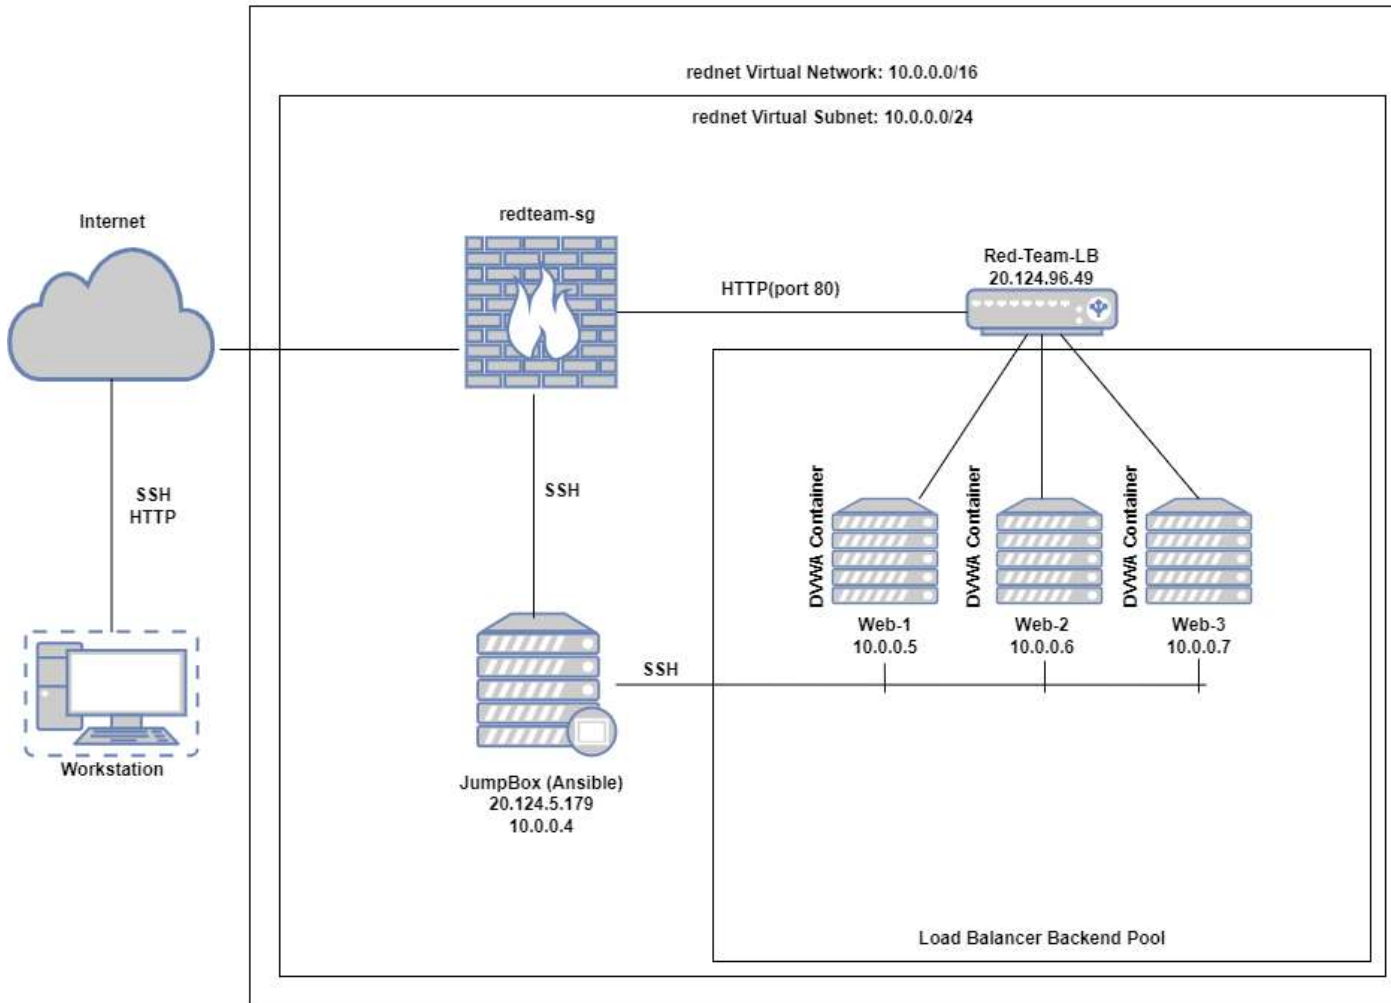 rednet Virtual Network: 10.0.0.0/16
rednet Virtual Subnet: 10.0.0.0/24
Internet
redteam-sg
Red-Team-LB
20.124.96.49
HTTP(port 80)
SSH
HTTP
SSH
DVWA Container
DVWA Container
DVWA Container
Web-1
10.0.0.5
Web-2
10.0.0.6
Web-3
10.0.0.7
SSH
Workstation
JumpBox (Ansible)
20.124.5.179
10.0.0.4
Load Balancer Backend Pool